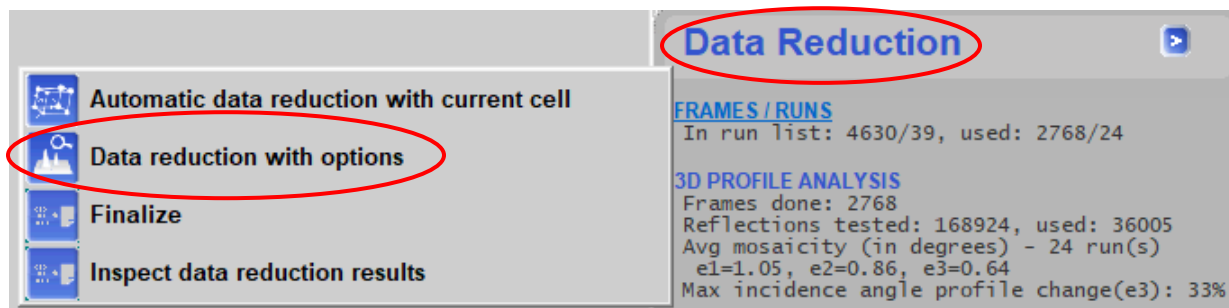 Automatic data reduction with current cell
Data reduction with options
Finalize
Inspect data reduction results
Data Reduction
FRAMES / RUNS
In run list: 4630/39, used: 2768/24
3D PROFILE ANALYSIS
Frames done: 2768
Reflections tested: 168924, used: 36005
Avg mosaicity (in degrees) - 24 run(s)
e1=1.05, e2=0.86, e3=0.64
Max incidence angle profile change(e3): 33%